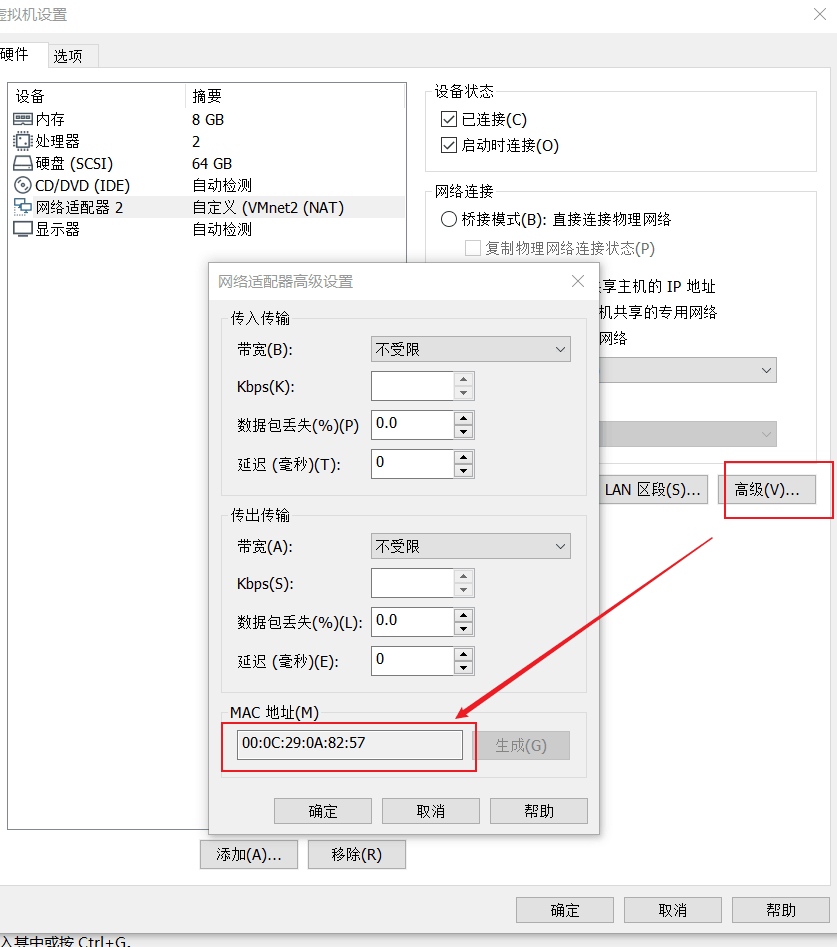 虚拟机设置
硬件 选项
设备 摘要
内存 8 GB
处理器 2
硬盘 (SCSI) 64 GB
CD/DVD (IDE) 自动检测
网络适配器 2 自定义 (VMnet2 (NAT)
显示器 自动检测
设备状态
已连接(C)
启动时连接(O)
网络连接
桥接模式(B): 直接连接物理网络
复制物理网络连接状态(P)
享主机的 IP 地址
机共享的专用网络
网络
LAN 区段(S)... 高级(V)...
网络适配器高级设置
传入传输
带宽(B): 不受限
Kbps(K):
数据包丢失(%)(P) 0.0
延迟 (毫秒)(T): 0
传出传输
带宽(A): 不受限
Kbps(S):
数据包丢失(%)(L): 0.0
延迟 (毫秒)(E): 0
MAC 地址(M)
00:0C:29:0A:82:57 生成(G)
确定 取消 帮助
添加(A)... 移除(R)
确定 取消 帮助
入其中或按 Ctrl+G。